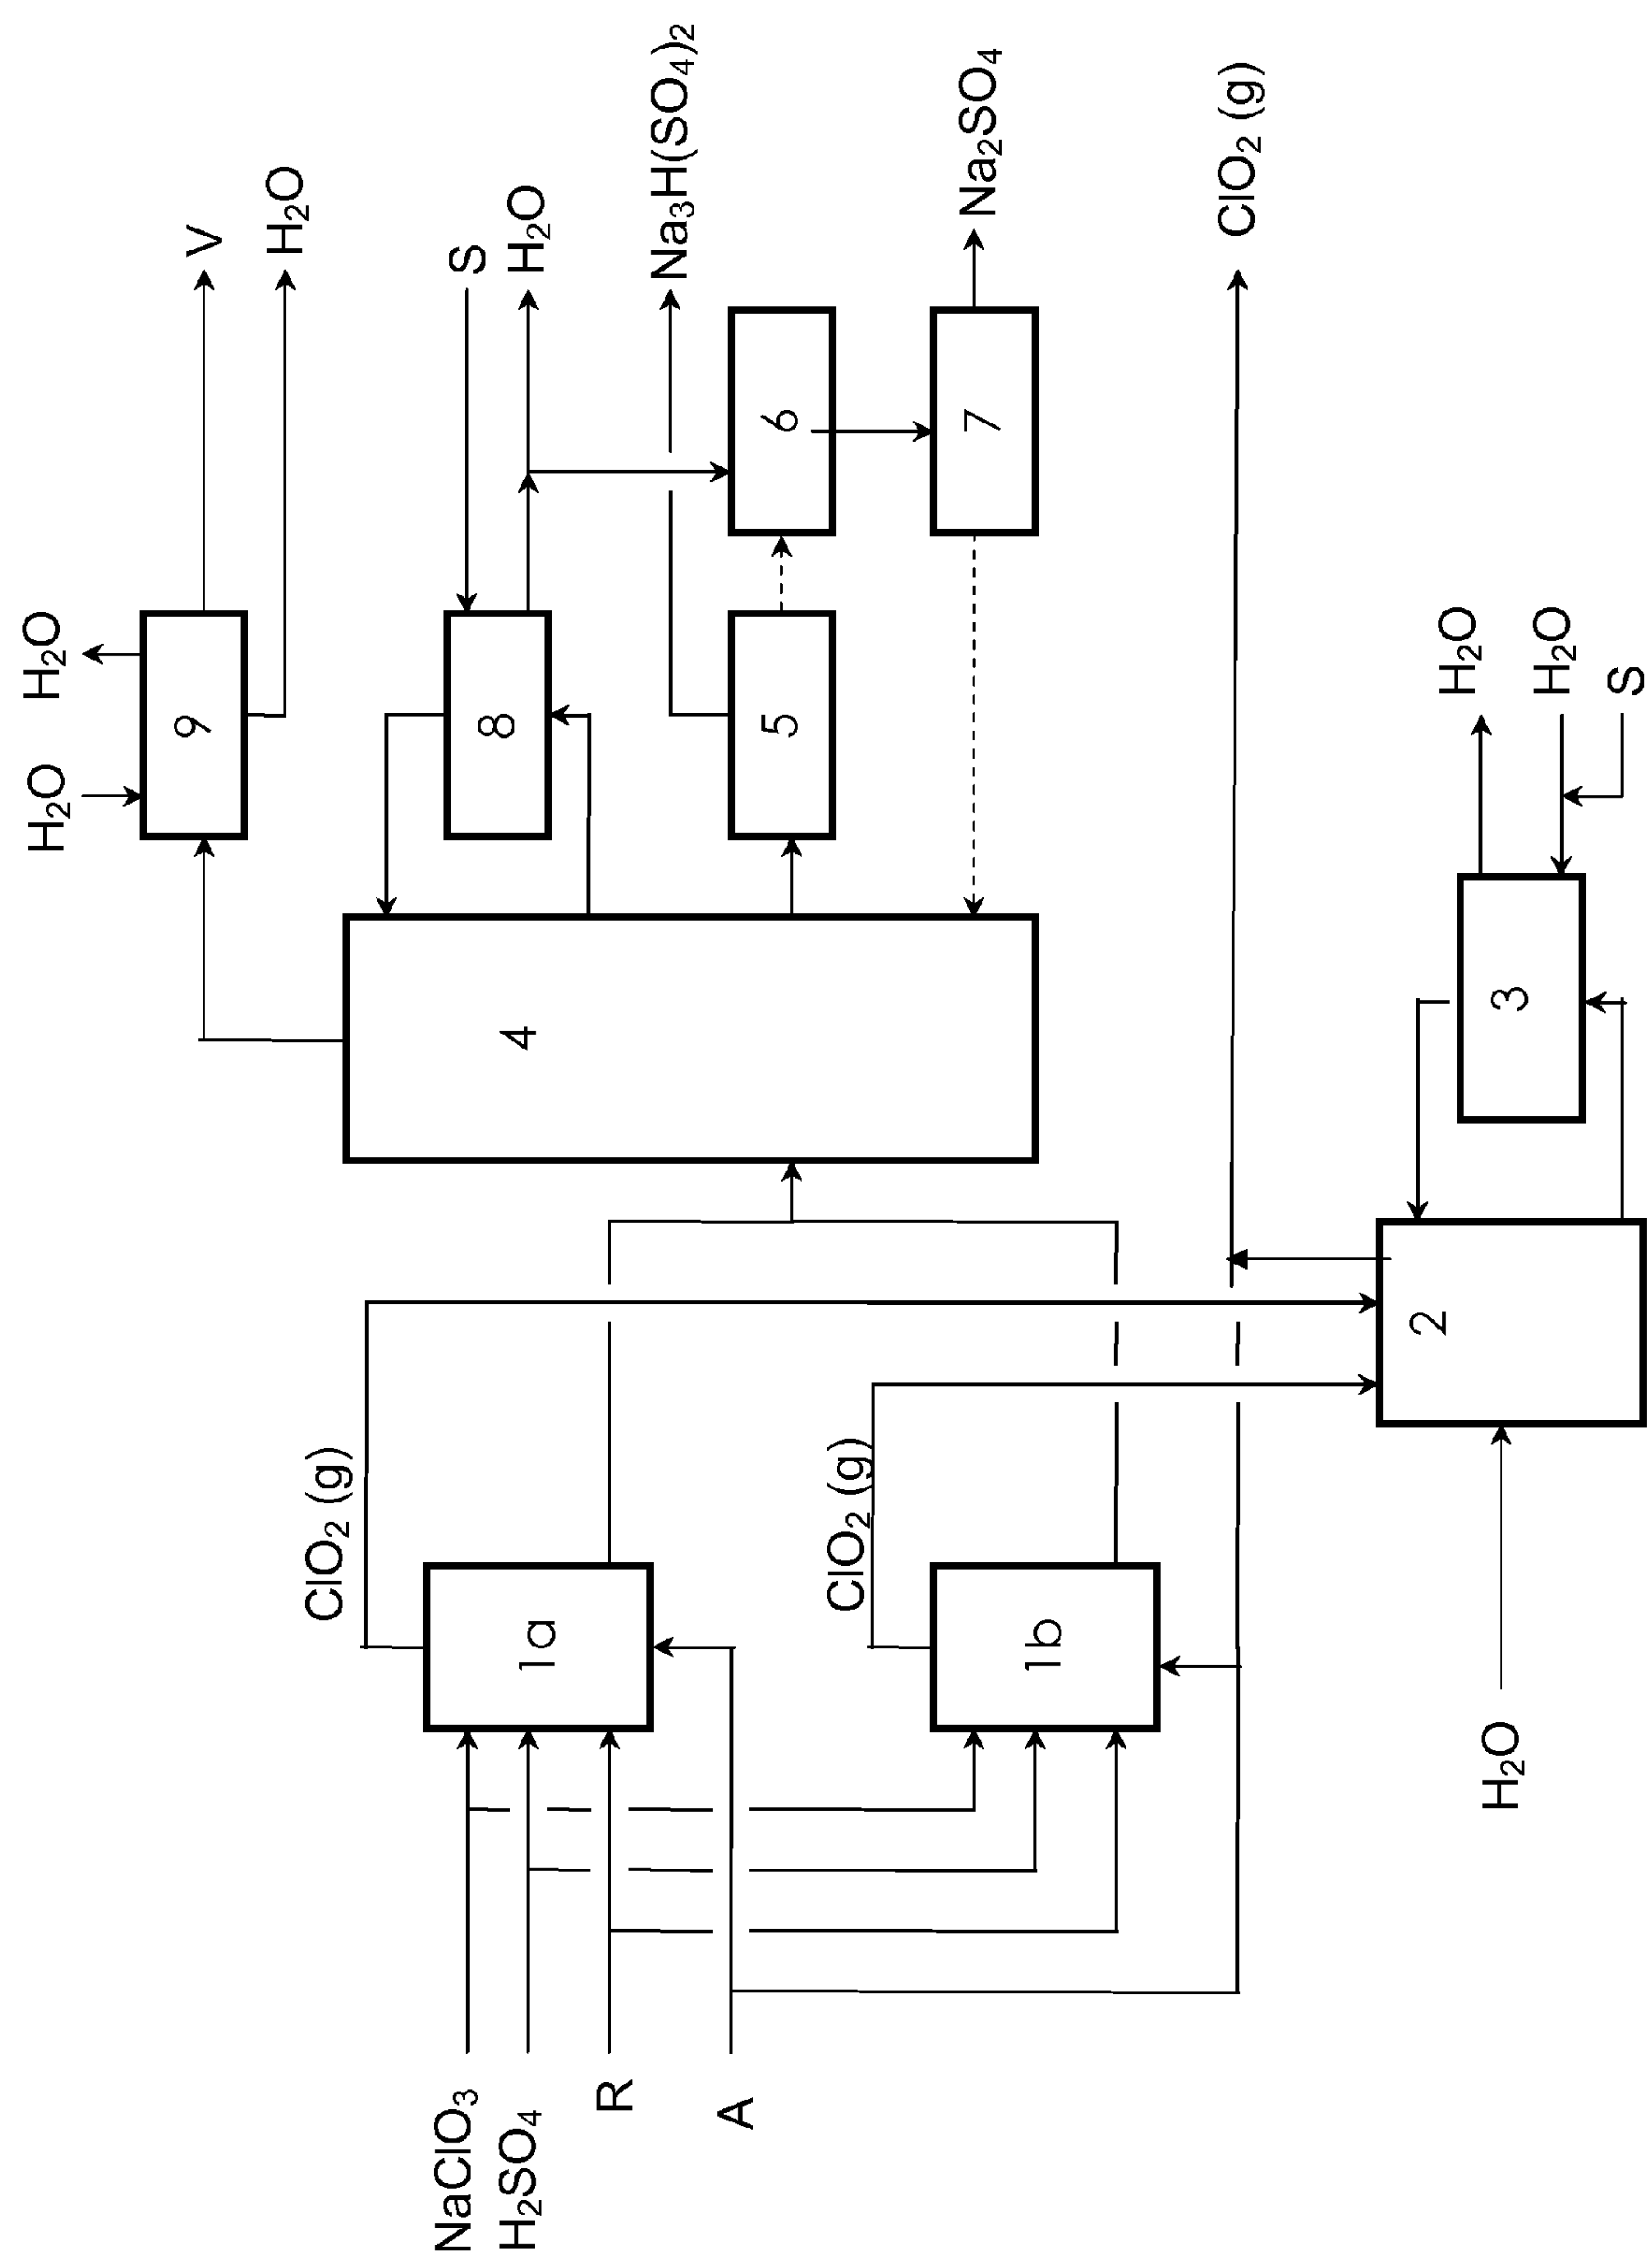 H₂O
H₂O
9
V
H₂O
S
H₂O
8
Na₃H(SO₄)₂
5
6
7
Na₂SO₄
4
ClO₂ (g)
ClO₂ (g)
ClO₂ (g)
NaClO₃
H₂SO₄
R
A
1a
1b
2
3
H₂O
H₂O
S
H₂O